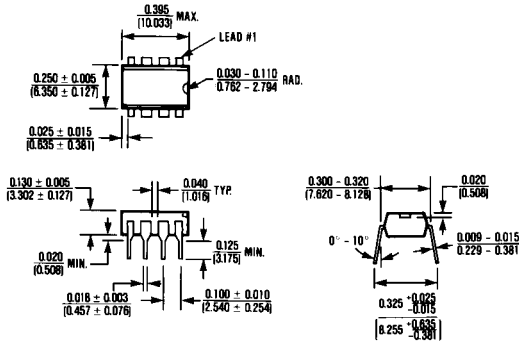 0.395
(10.033)
MAX.
LEAD #1
0.250 ± 0.005
(6.350 ± 0.127)
0.030 – 0.110
0.762 – 2.794
RAD.
0.025 ± 0.015
(0.635 ± 0.381)
0.130 ± 0.005
(3.302 ± 0.127)
0.040
(1.016)
TYP.
0.300 – 0.320
(7.620 – 8.128)
0.020
(0.508)
0.020
(0.508)
MIN.
0.125
(3.175)
MIN.
0° – 10°
0.009 – 0.015
0.229 – 0.381
0.018 ± 0.003
(0.457 ± 0.076)
0.100 ± 0.010
(2.540 ± 0.254)
0.325 +0.025
-0.015
8.255 +0.635
-0.381